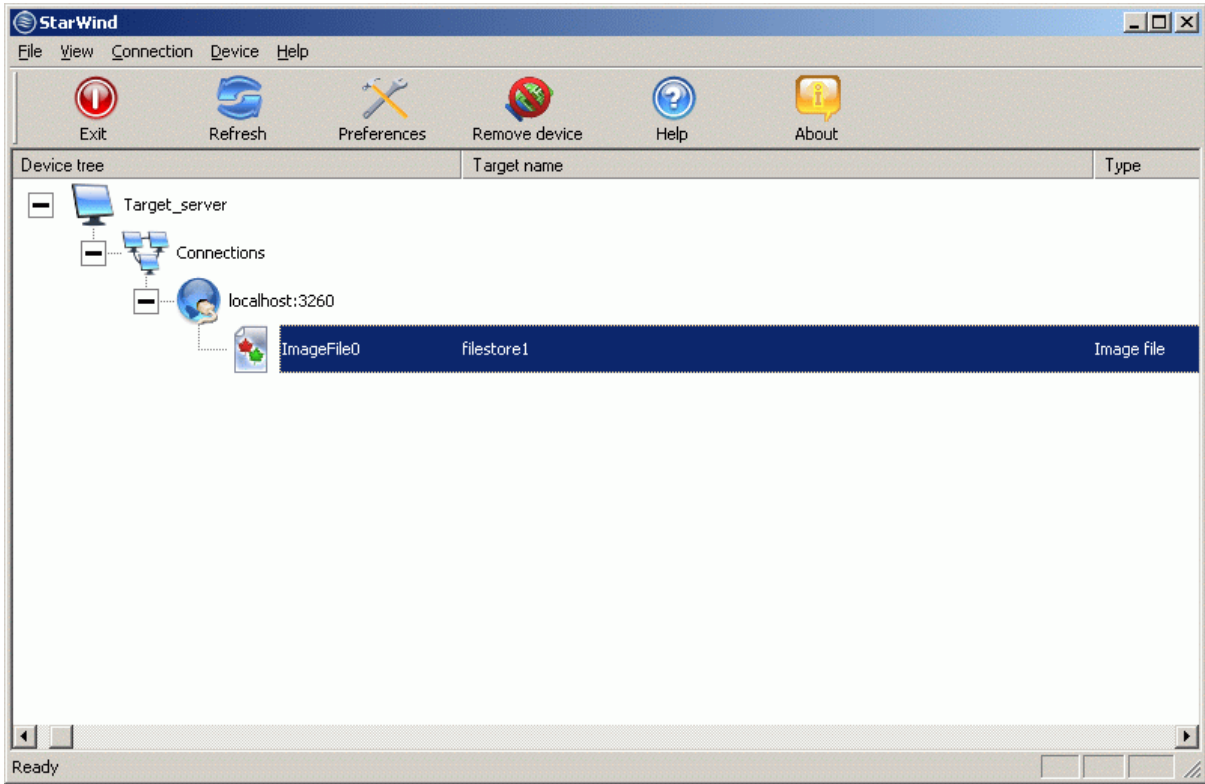 StarWind
File View Connection Device Help
Exit Refresh Preferences Remove device Help About
Device tree Target name Type
Target_server
Connections
localhost:3260
ImageFile0 filestore1 Image file
Ready